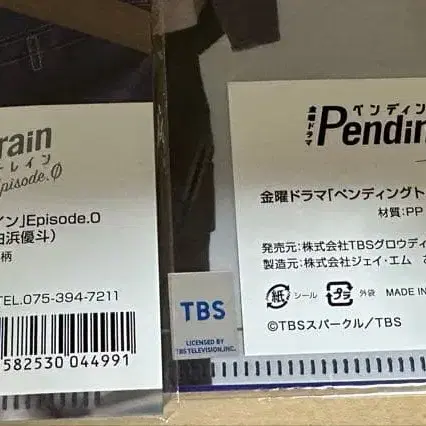 rain
トレイン
Episode.0
イン」Episode.0
白浜優斗)
柄
TEL.075-394-7211
582530 044991
TBS
LICENSED BY
TBS TELEVISION,INC.
金曜ドラマ
ペンディン
Pendin
金曜ドラマ「ペンディングト
材質:PP
発売元:株式会社TBSグロウディ
製造元:株式会社ジェイ・エム
紙 シール プラ 外袋 MADE IN
©TBSスパークル/TBS